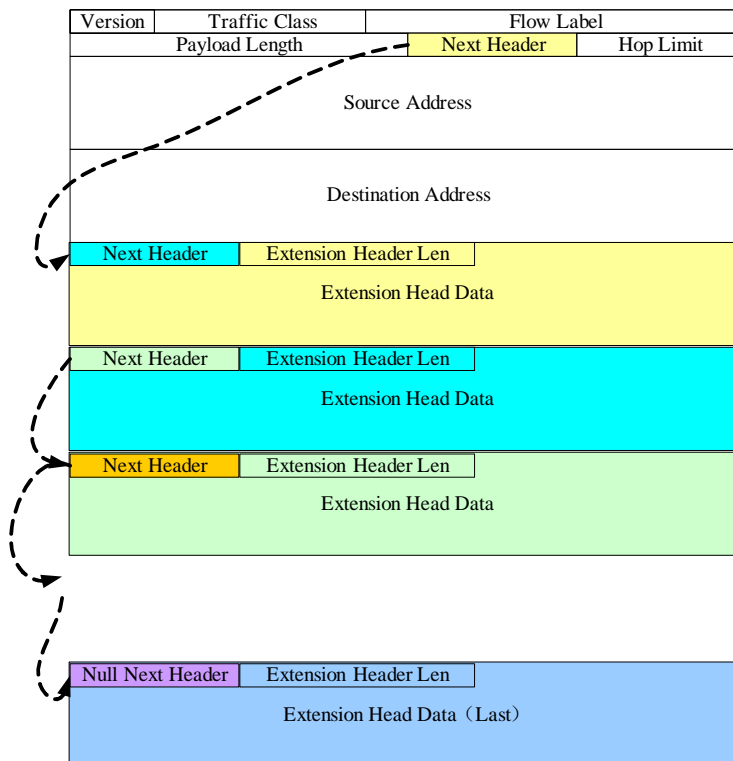 Version Traffic Class Flow Label
Payload Length Next Header Hop Limit
Source Address
Destination Address
Next Header Extension Header Len
Extension Head Data
Next Header Extension Header Len
Extension Head Data
Next Header Extension Header Len
Extension Head Data
Null Next Header Extension Header Len
Extension Head Data（Last）